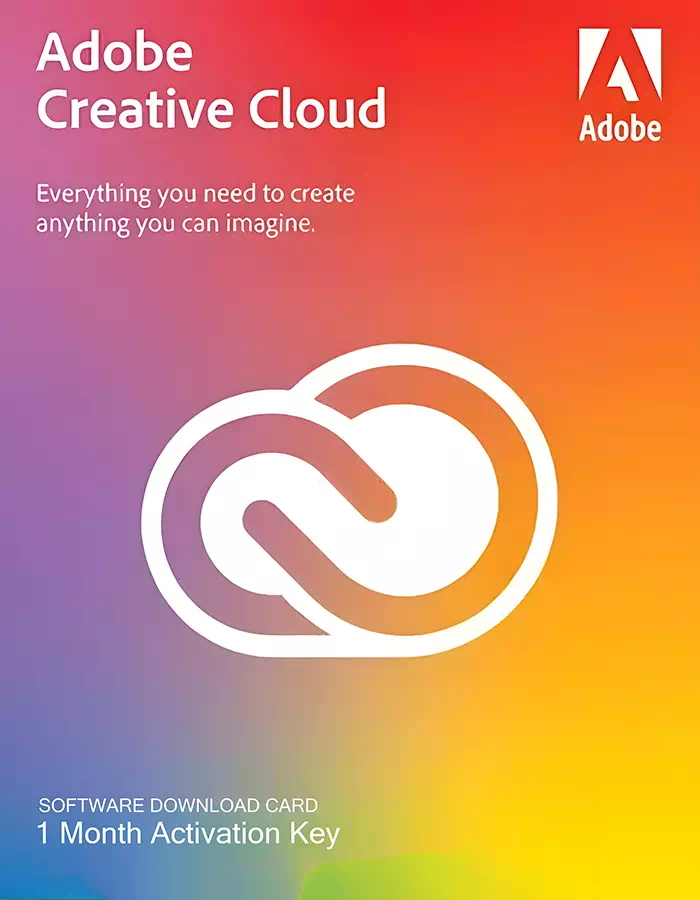 Adobe
Creative Cloud
Adobe
Everything you need to create
anything you can imagine.
SOFTWARE DOWNLOAD CARD
1 Month Activation Key